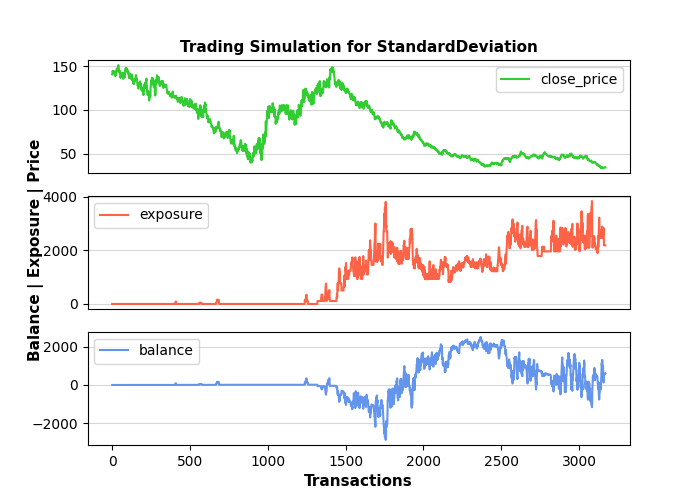 Trading Simulation for StandardDeviation
150
100
50
close_price
Balance | Exposure | Price
4000
2000
0
exposure
2000
0
−2000
balance
0 500 1000 1500 2000 2500 3000
Transactions